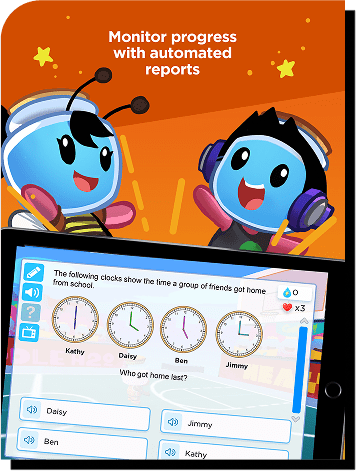 Monitor progress
with automated
reports
The following clocks show the time a group of friends got home
from school.
0
x3
Kathy
Daisy
Ben
Jimmy
Who got home last?
Daisy
Jimmy
Ben
Kathy